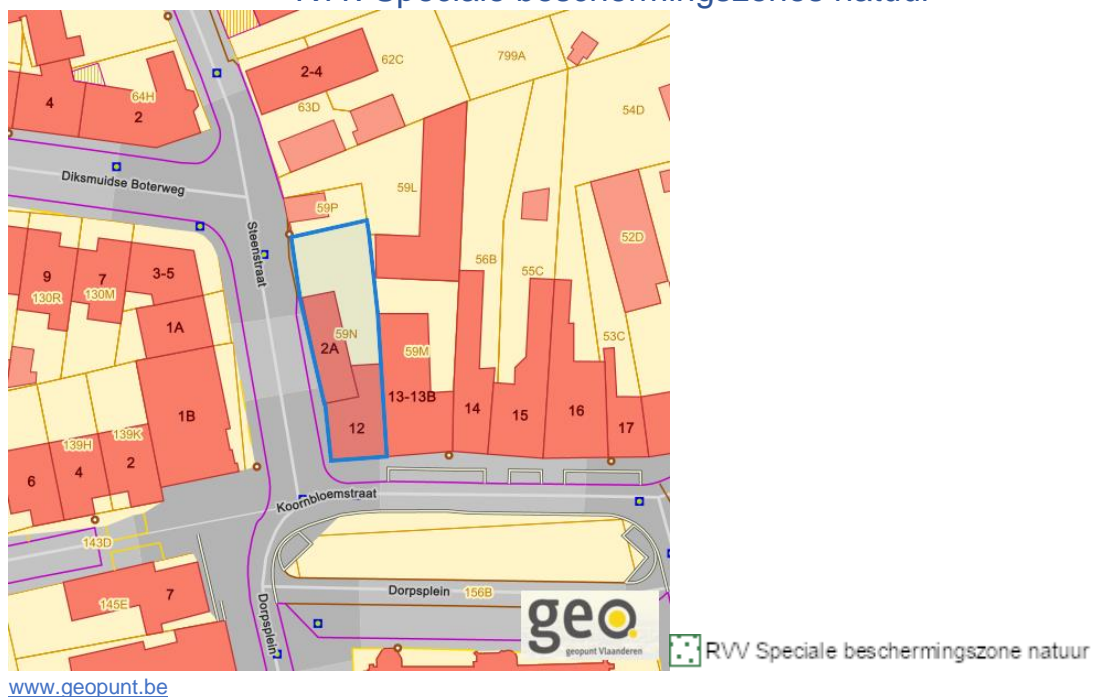 RVV Speciale beschermingszones natuur
2-4
62C
799A
4
64H
2
63D
54D
Diksmuidse Boterweg
59L
59P
Steenstraat
52D
56B
55C
9
7
3-5
130R
130M
1A
59N
2A
59M
53C
13-13B
14
15
16
17
1B
12
139H
139K
6
4
2
Koornbloemstraat
143D
Dorpsplein
156B
7
145E
Dorpsplein
geo
geopunt Vlaanderen
RVV Speciale beschermingszone natuur
www.geopunt.be